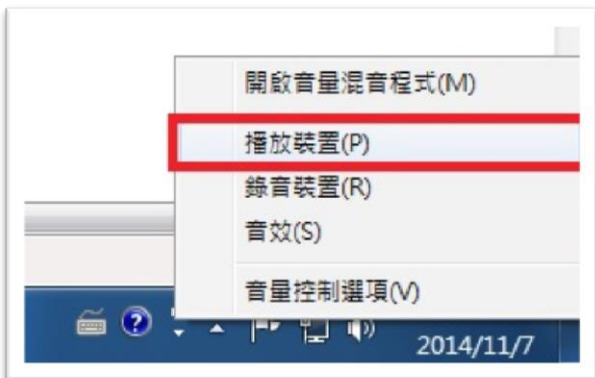 開啟音量混音程式(M)
播放裝置(P)
錄音裝置(R)
音效(S)
音量控制選項(V)
2014/11/7